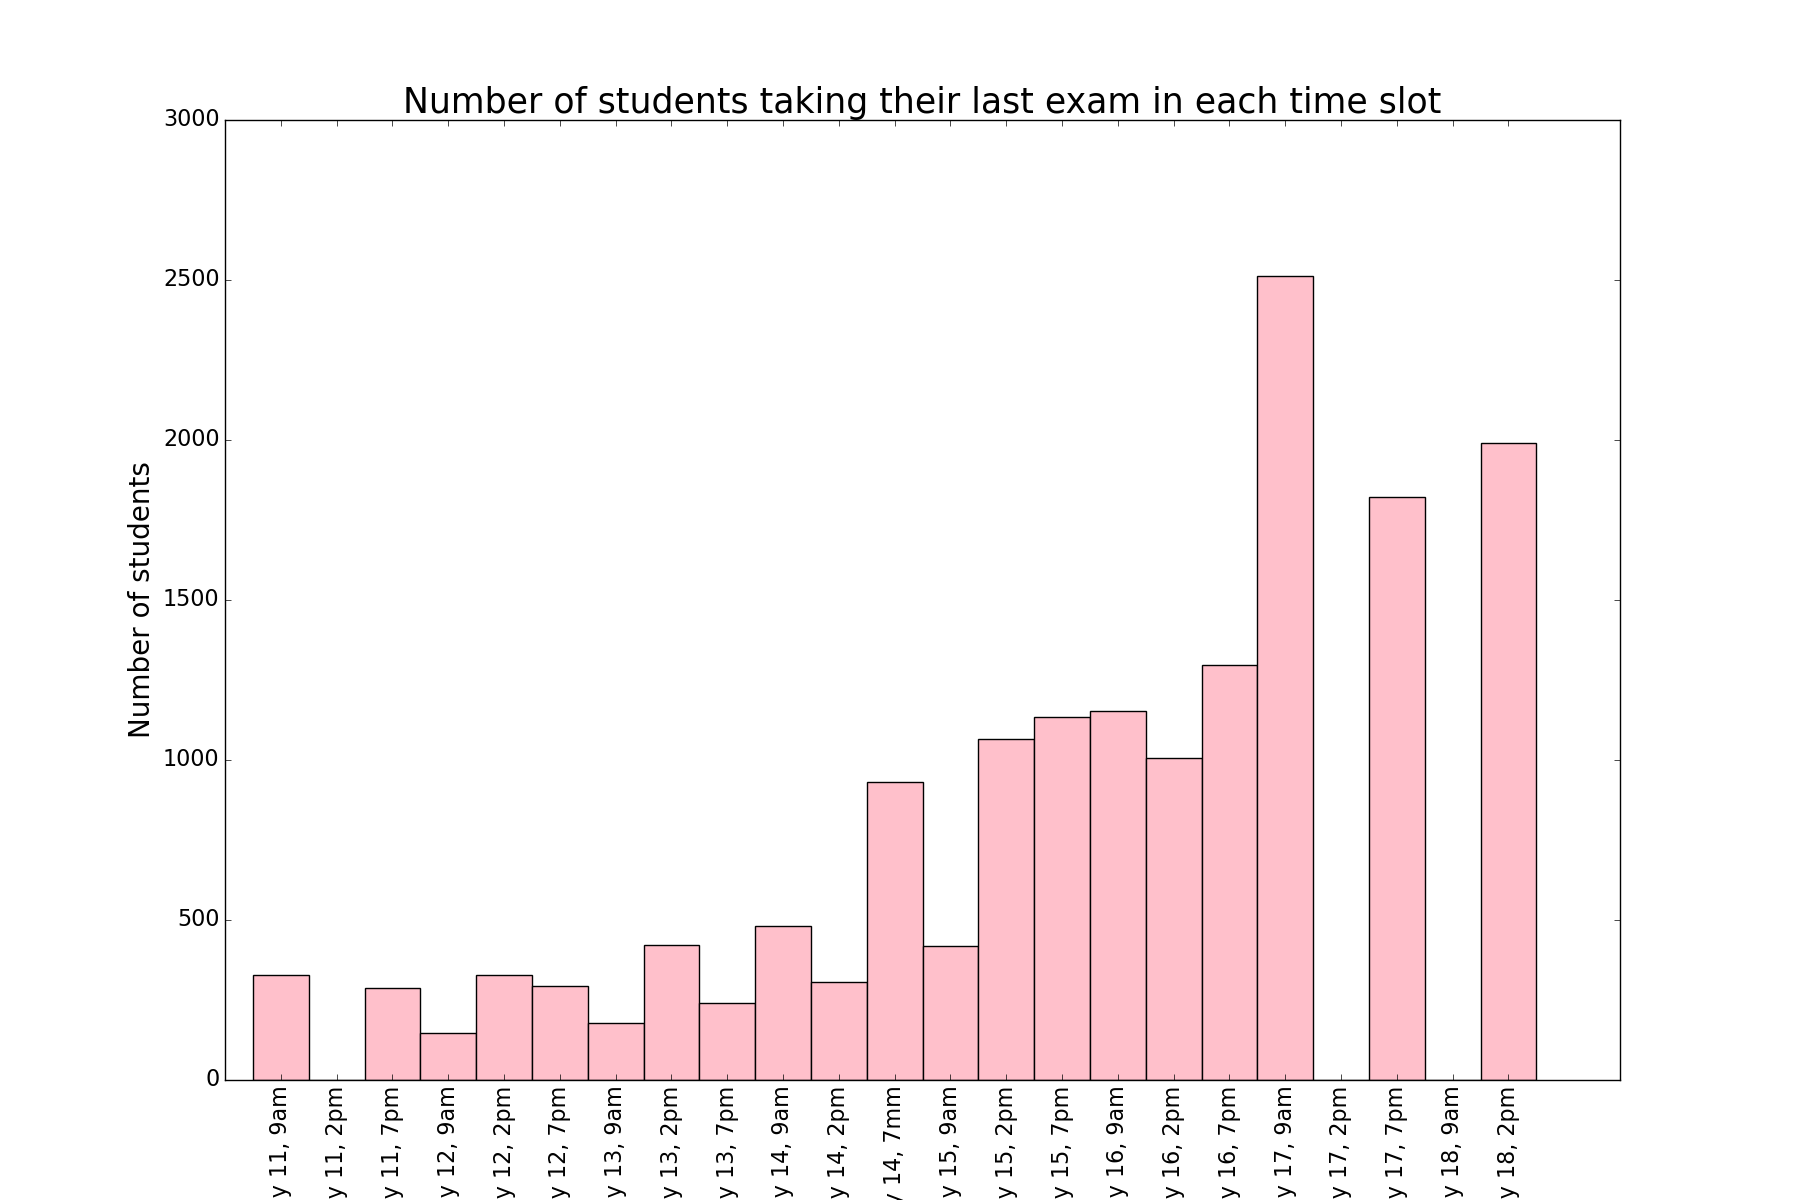 Number of students taking their last exam in each time slot
Number of students
3000
2500
2000
1500
1000
500
0
y 11, 9am
y 11, 2pm
y 11, 7pm
y 12, 9am
y 12, 2pm
y 12, 7pm
y 13, 9am
y 13, 2pm
y 13, 7pm
y 14, 9am
y 14, 2pm
y 14, 7mm
y 15, 9am
y 15, 2pm
y 15, 7pm
y 16, 9am
y 16, 2pm
y 16, 7pm
y 17, 9am
y 17, 2pm
y 17, 7pm
y 18, 9am
y 18, 2pm